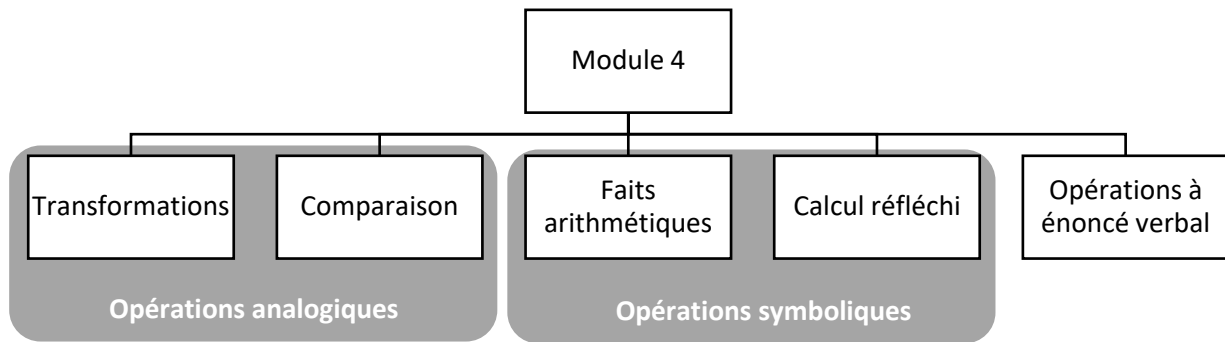 Module 4
Transformations
Comparaison
Faits
arithmétiques
Calcul réfléchi
Opérations à
énoncé verbal
Opérations analogiques
Opérations symboliques